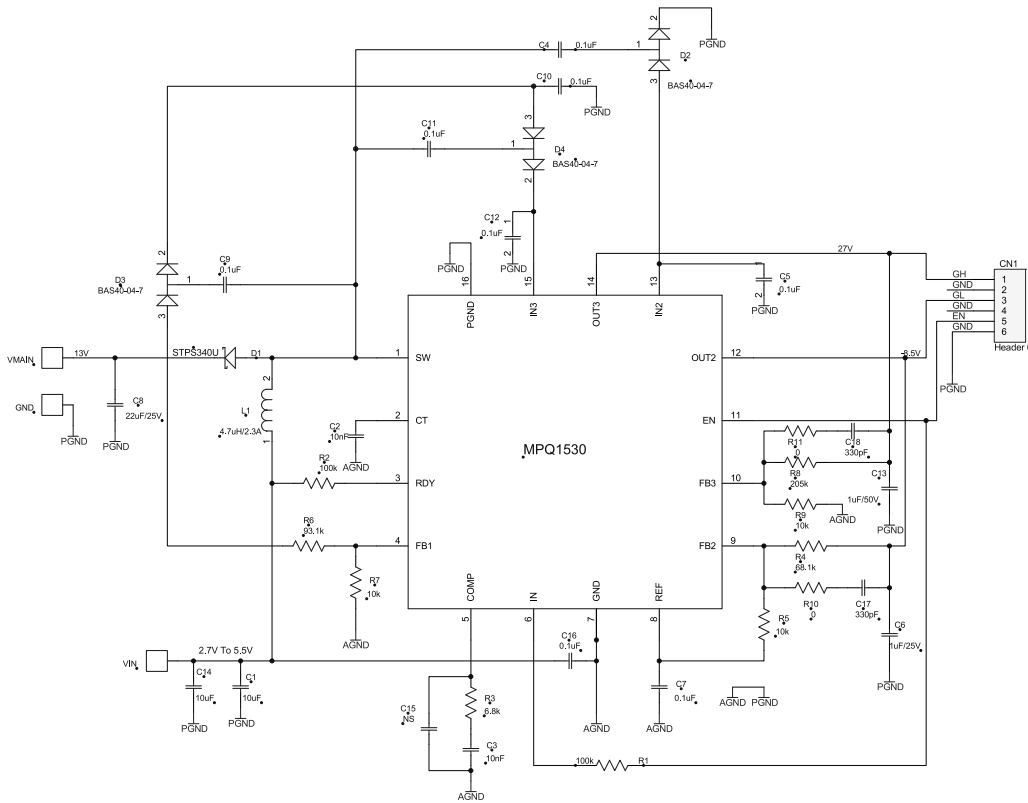 2
PGND
C4
0.1uF
1
D2
3
BAS40-04-7
C10
0.1uF
PGND
3
C11
0.1uF
1
D4
BAS40-04-7
2
C12
1
0.1uF
2
PGND
PGND
27V
2
C9
0.1uF
D3
1
BAS40-04-7
3
16
15
14
13
1
C5
0.1uF
2
PGND
CN1
GH
1
GND
2
GL
3
GND
4
EN
5
GND
6
Header
PGND
PGND
IN3
OUT3
IN2
VMAIN
13V
STPS340U
D1
1
SW
OUT2
12
-8.5V
GND
PGND
C8
22uF/25V
PGND
2
L1
4.7uH/2.3A
1
C2
10nF
AGND
2
CT
EN
11
MPQ1530
R2
100k
3
RDY
FB3
10
R11
0
C18
330pF
R8
205k
R9
10k
AGND
C13
1uF/50V
PGND
R6
93.1k
4
FB1
FB2
9
R4
68.1k
R7
10k
AGND
R10
0
C17
330pF
R5
10k
C6
1uF/25V
PGND
COMP
IN
GND
REF
5
6
7
8
VIN
2.7V To 5.5V
C16
0.1uF
C14
10uF
PGND
C1
10uF
PGND
C15
NS
R3
6.8k
C3
10nF
AGND
AGND
C7
0.1uF
AGND
AGND
PGND
100k
R1